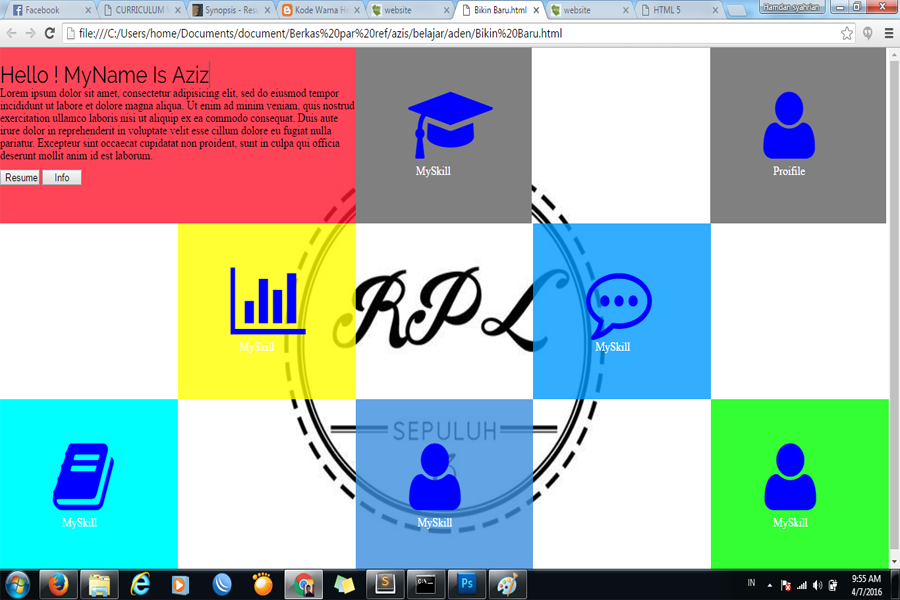 Facebook
CURRICULUM V
Synopsis - Resu
Kode Warna He
website
Bikin Baru.html
website
HTML 5
Hamdan syahrian
file:///C:/Users/home/Documents/document/Berkas%20par%20ref/azis/belajar/aden/Bikin%20Baru.html
Hello ! MyName Is Aziz
Lorem ipsum dolor sit amet, consectetur adipisicing elit, sed do eiusmod tempor
incididunt ut labore et dolore magna aliqua. Ut enim ad minim veniam, quis nostrud
exercitation ullamco laboris nisi ut aliquip ex ea commodo consequat. Duis aute
irure dolor in reprehenderit in voluptate velit esse cillum dolore eu fugiat nulla
pariatur. Excepteur sint occaecat cupidatat non proident, sunt in culpa qui officia
deserunt mollit anim id est laborum.
Resume Info
MySkill
Proifile
RPL
MySkill
MySkill
SEPULUH
MySkill
MySkill
MySkill
IN
9:55 AM
4/7/2016